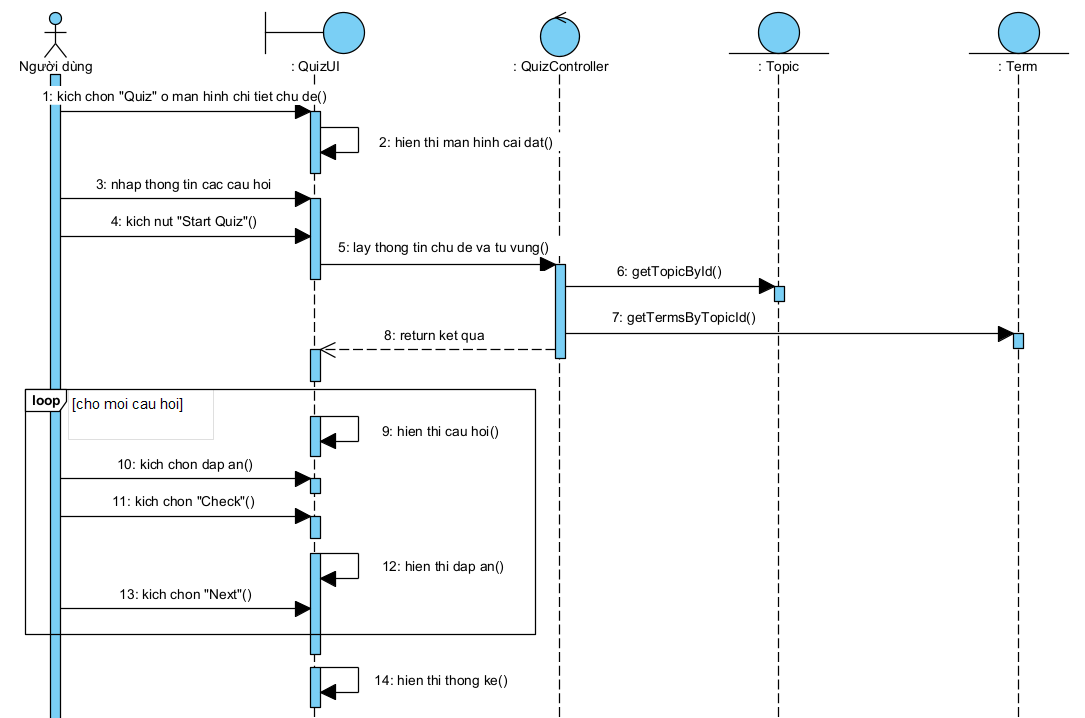 Người dùng
: QuizUI
: QuizController
: Topic
: Term
1: kich chon "Quiz" o man hinh chi tiet chu de()
2: hien thi man hinh cai dat()
3: nhap thong tin cac cau hoi
4: kich nut "Start Quiz"()
5: lay thong tin chu de va tu vung()
6: getTopicById()
7: getTermsByTopicId()
8: return ket qua
loop
[cho moi cau hoi]
9: hien thi cau hoi()
10: kich chon dap an()
11: kich chon "Check"()
12: hien thi dap an()
13: kich chon "Next"()
14: hien thi thong ke()